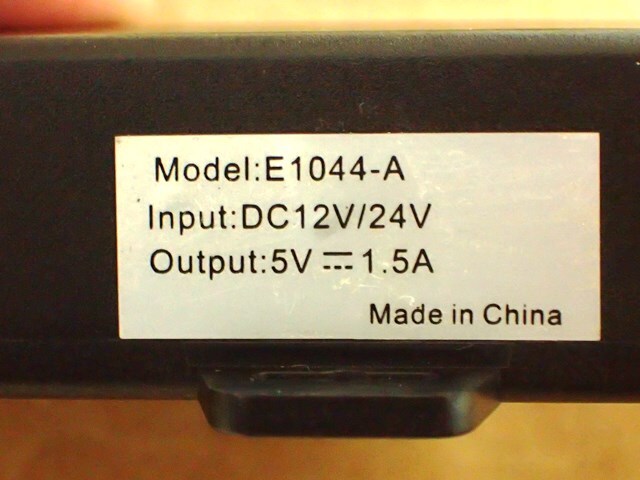 Model:E1044-A
Input:DC12V/24V
Output:5V ⎓ 1.5A
Made in China